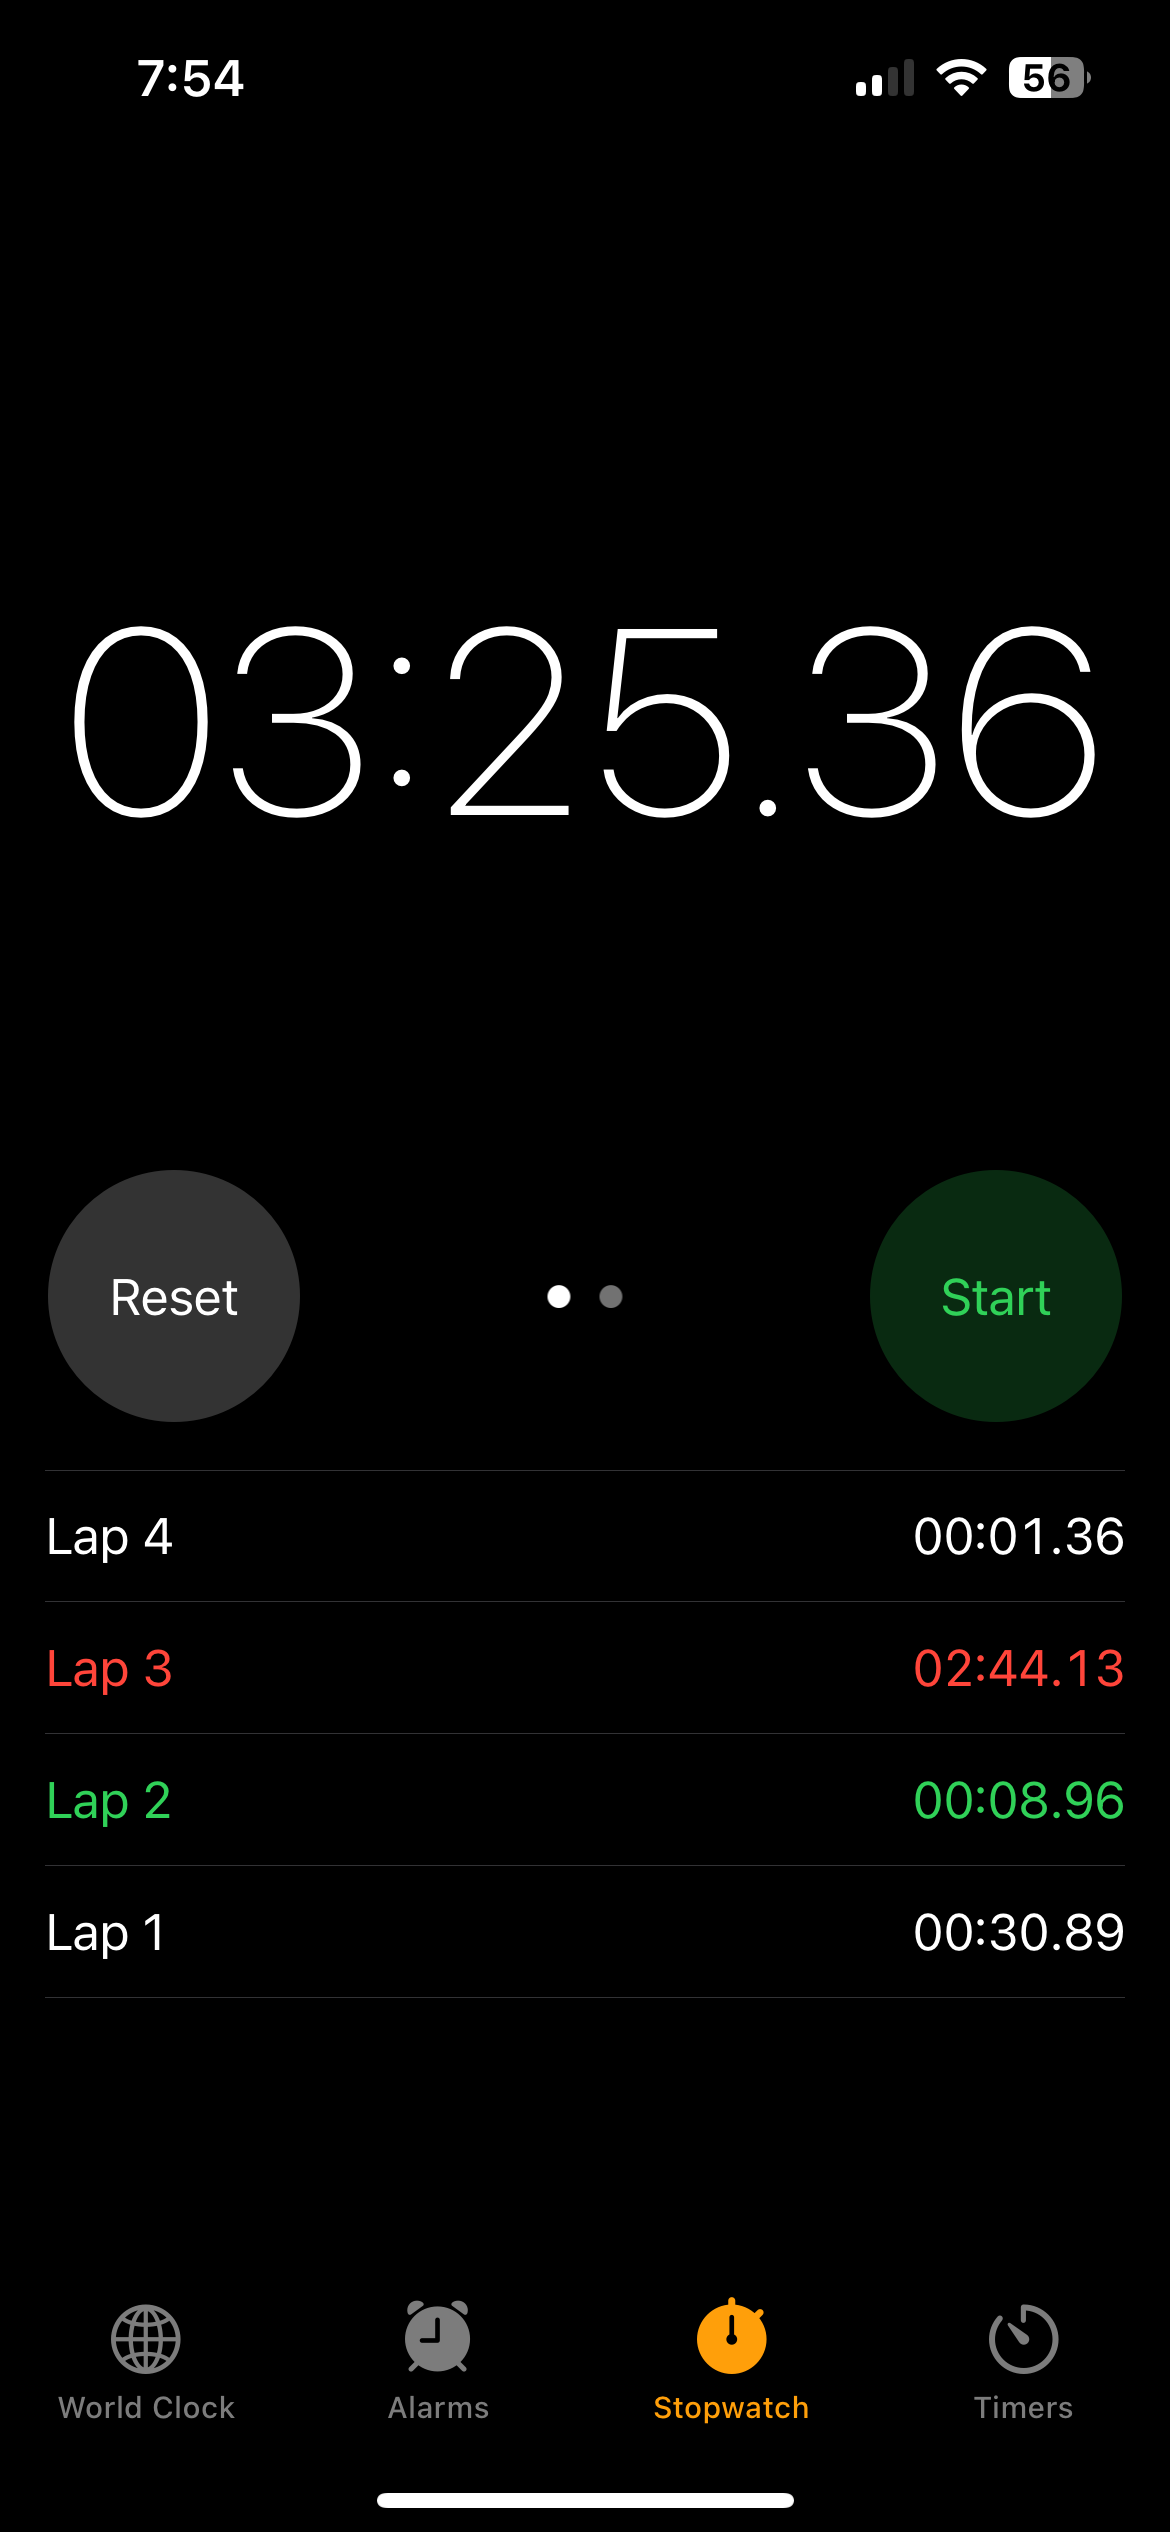 7:54 56
03:25.36
Reset Start
Lap 4 00:01.36
Lap 3 02:44.13
Lap 2 00:08.96
Lap 1 00:30.89
World Clock Alarms Stopwatch Timers